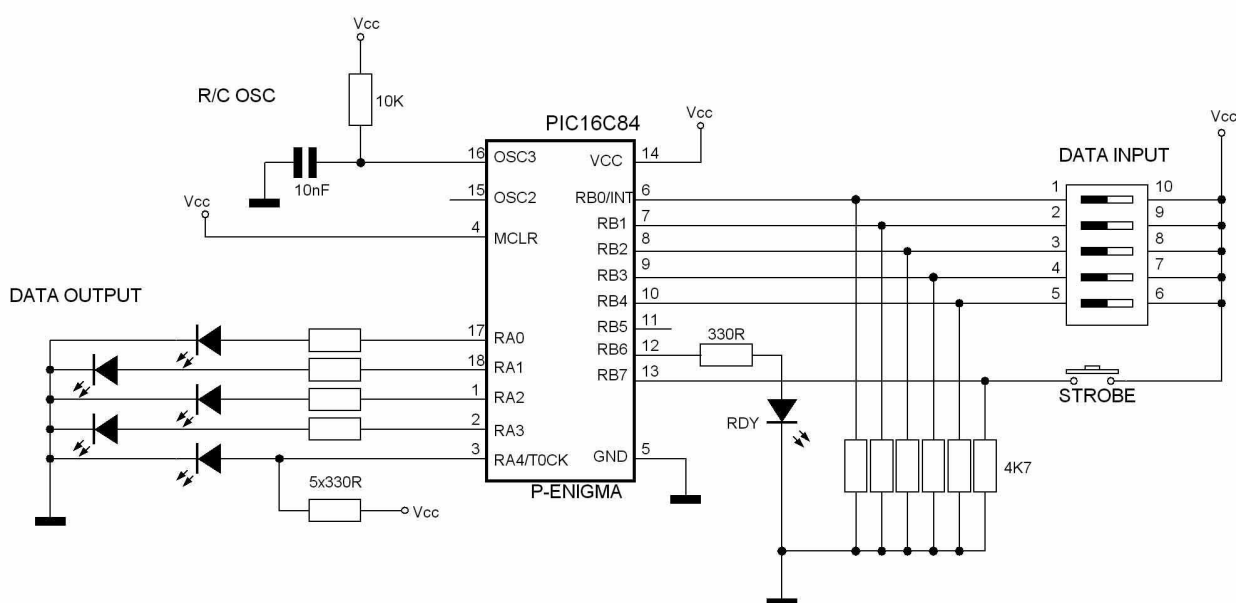 Vcc
R/C OSC
10K
PIC16C84
Vcc
Vcc
10nF
16 OSC3
VCC 14
DATA INPUT
15 OSC2
RB0/INT 6
1 10
Vcc
4 MCLR
RB1 7
2 9
RB2 8
3 8
RB3 9
4 7
DATA OUTPUT
RB4 10
5 6
RB5 11
17 RA0
RB6 12
330R
18 RA1
RB7 13
STROBE
1 RA2
RDY
2 RA3
3 RA4/T0CK
GND 5
4K7
5x330R
P-ENIGMA
Vcc